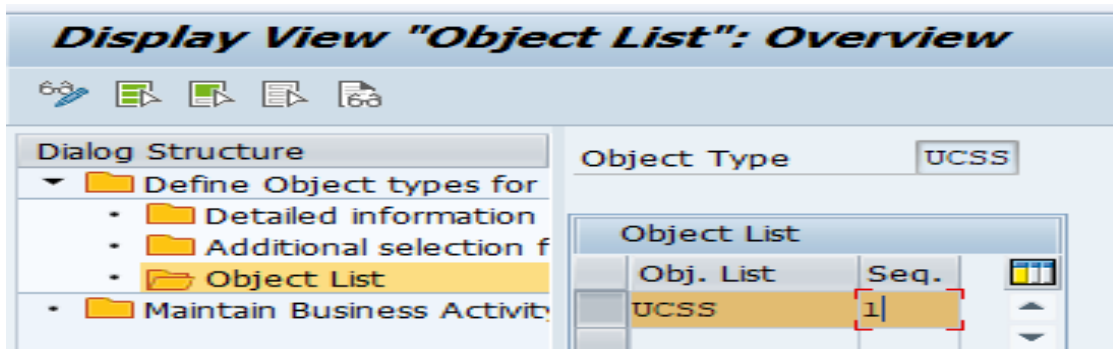 Display View "Object List": Overview
Dialog Structure
Define Object types for
Detailed information
Additional selection f
Object List
Maintain Business Activity
Object Type UCSS
Object List
Obj. List Seq.
UCSS 1